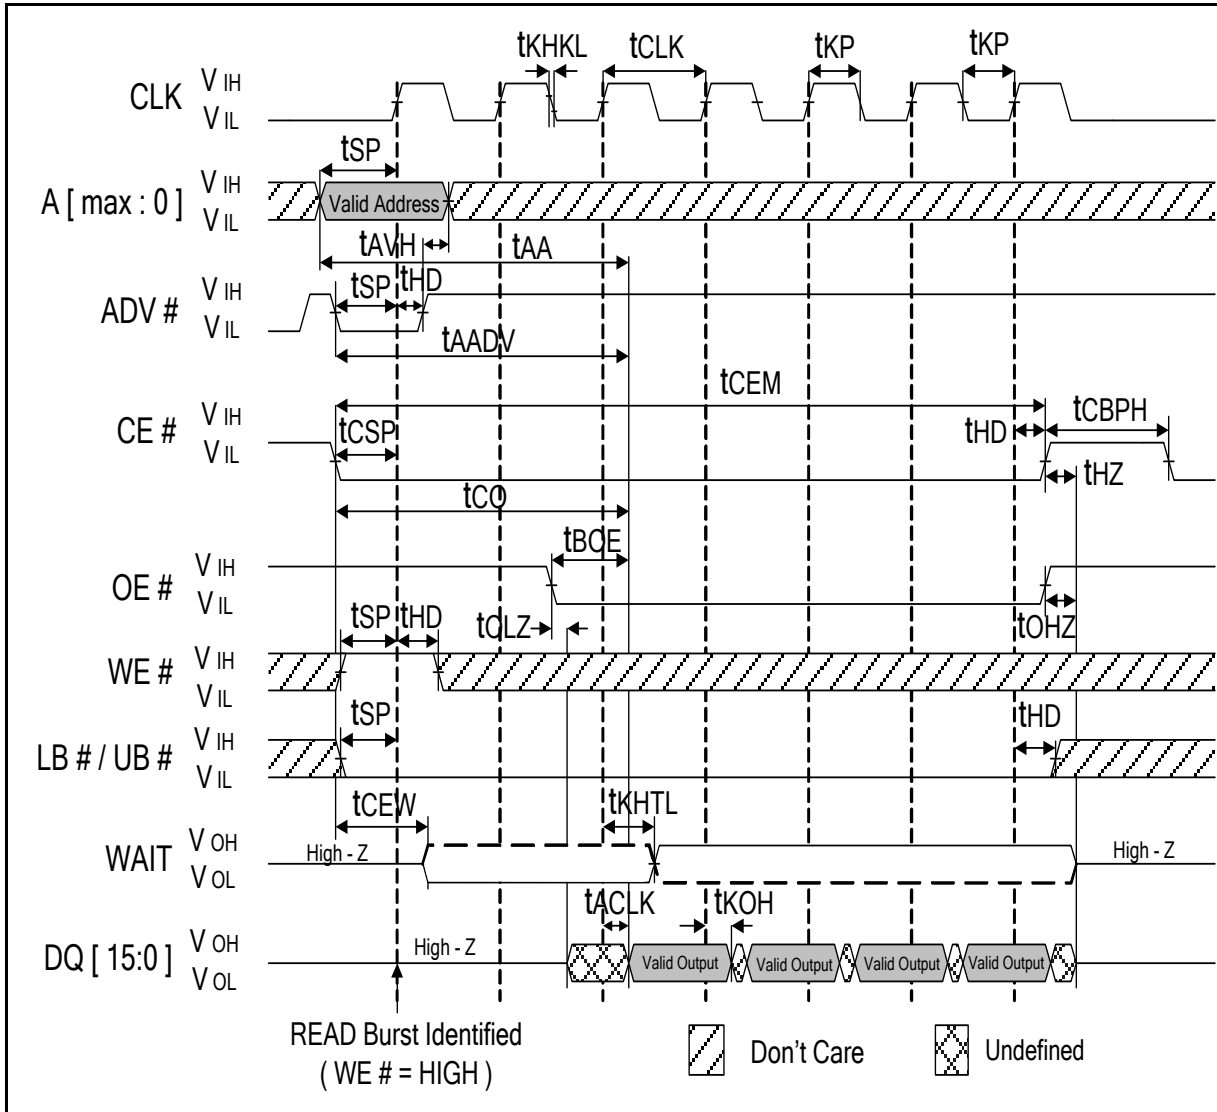 tKHKL tCLK tKP tKP
CLK V IH
V IL
tSP
A [ max : 0 ] V IH
V IL
Valid Address
tAVH tAA
tSP tHD
ADV # V IH
V IL
tAADV
tCEM
CE # V IH
V IL
tCSP tHD tCBPH
tHZ
tCO
tBOE
OE # V IH
V IL
tSP tHD tOLZ tOHZ
WE # V IH
V IL
tSP tHD
LB # / UB # V IH
V IL
tCEW tKHTL
WAIT V OH
V OL
High - Z High - Z
tACLK tKOH
DQ [ 15:0 ] V OH
V OL
High - Z Valid Output Valid Output Valid Output Valid Output
READ Burst Identified
( WE # = HIGH )
Don't Care Undefined